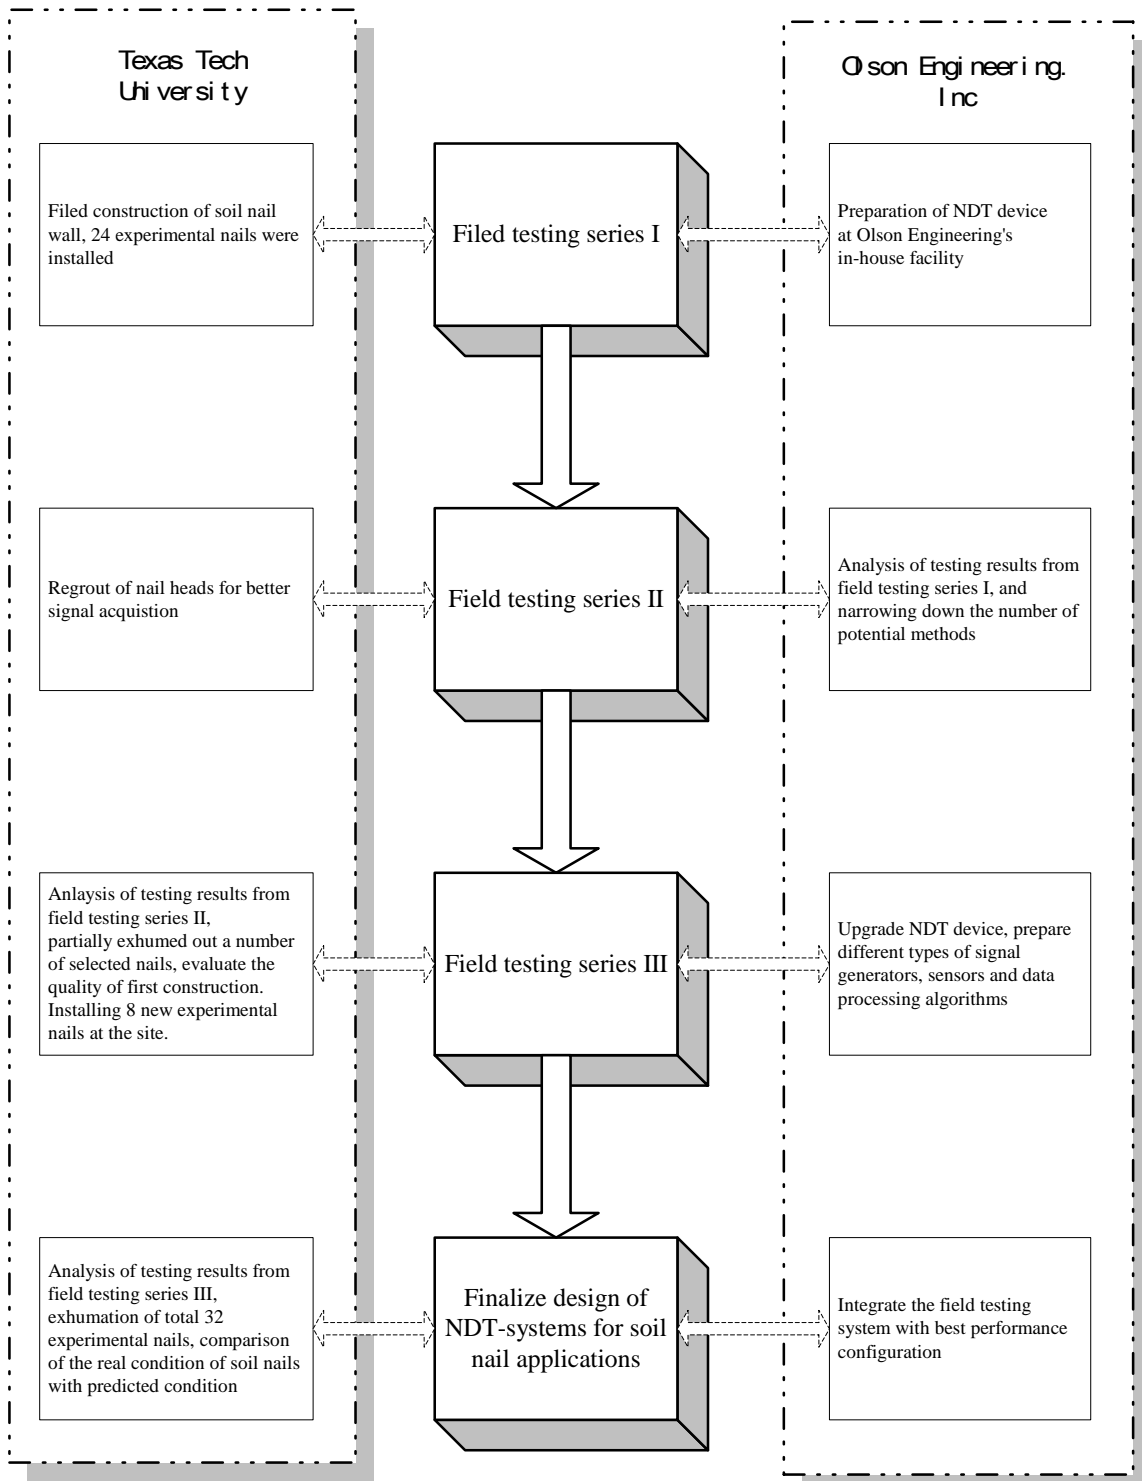 Texas Tech
University
Olson Engineering.
Inc
Filed construction of soil nail
wall, 24 experimental nails were
installed
Filed testing series I
Preparation of NDT device
at Olson Engineering's
in-house facility
Regrout of nail heads for better
signal acquistion
Field testing series II
Analysis of testing results from
field testing series I, and
narrowing down the number of
potential methods
Anlaysis of testing results from
field testing series II,
partially exhumed out a number
of selected nails, evaluate the
quality of first construction.
Installing 8 new experimental
nails at the site.
Field testing series III
Upgrade NDT device, prepare
different types of signal
generators, sensors and data
processing algorithms
Analysis of testing results from
field testing series III,
exhumation of total 32
experimental nails, comparison
of the real condition of soil nails
with predicted condition
Finalize design of
NDT-systems for soil
nail applications
Integrate the field testing
system with best performance
configuration